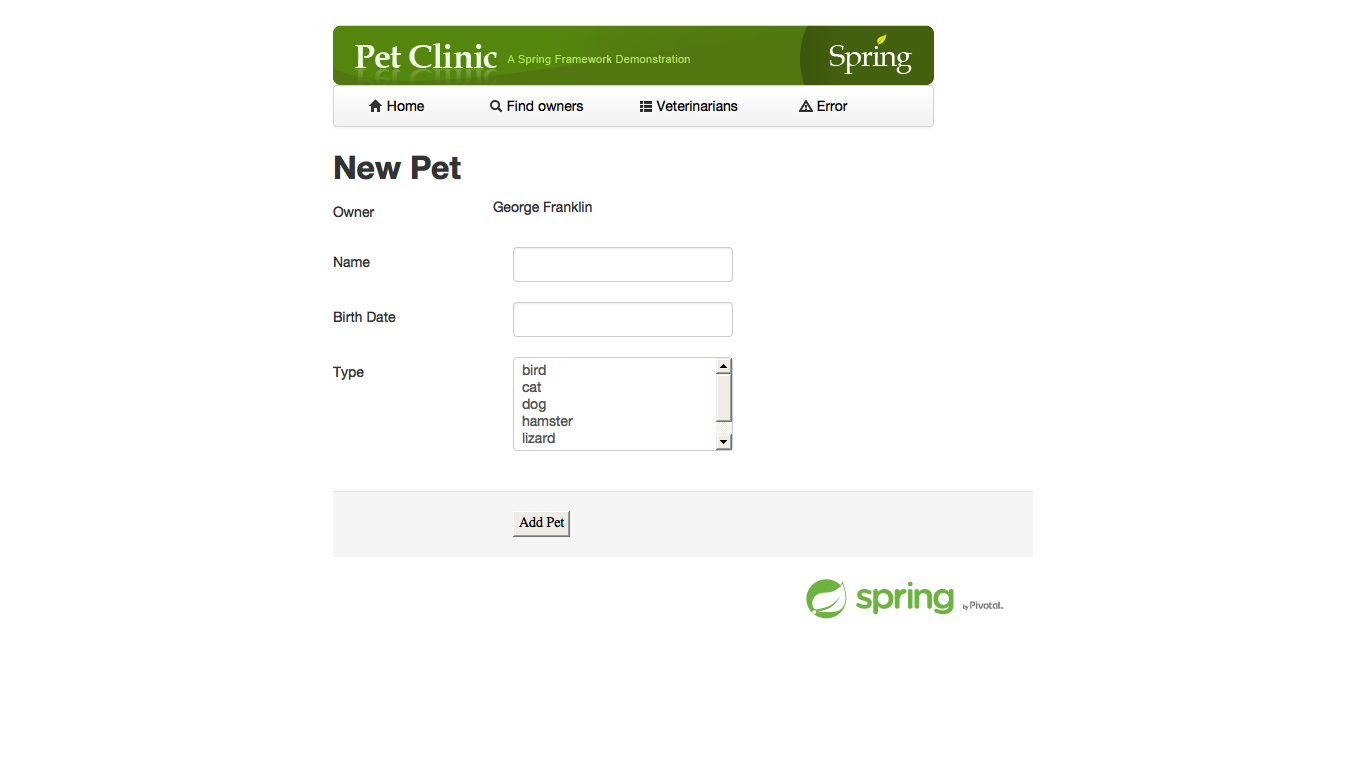 Pet Clinic A Spring Framework Demonstration Spring
Home Find owners Veterinarians Error
New Pet
Owner George Franklin
Name
Birth Date
Type bird
cat
dog
hamster
lizard
Add Pet
spring by Pivotal.